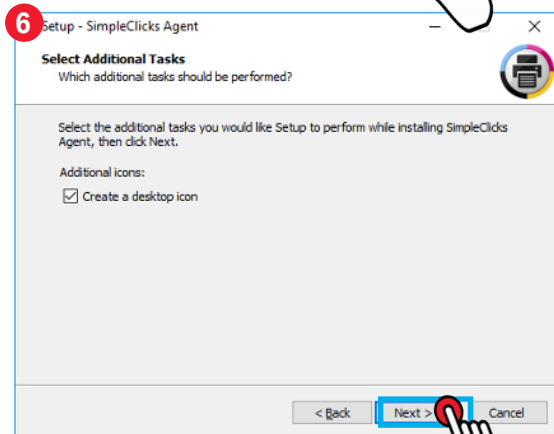 6
Setup - SimpleClicks Agent
Select Additional Tasks
Which additional tasks should be performed?
Select the additional tasks you would like Setup to perform while installing SimpleClicks
Agent, then click Next.
Additional icons:
Create a desktop icon
< Back Next > Cancel